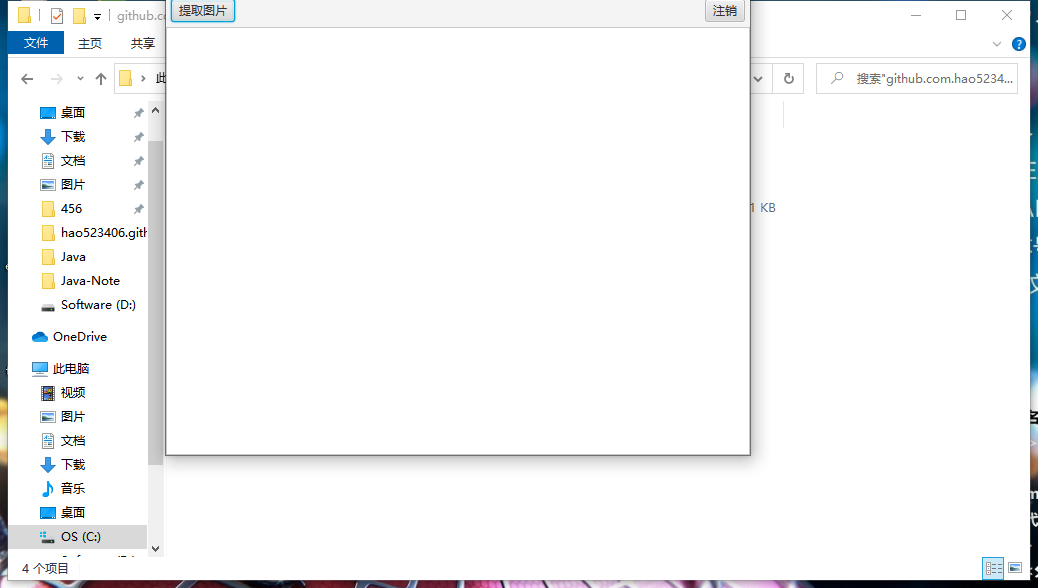 github.c
提取图片
注销
文件
主页
共享
搜索"github.com.hao5234...
桌面
下载
文档
图片
456
hao523406.gith
Java
Java-Note
Software (D:)
OneDrive
此电脑
视频
图片
文档
下载
音乐
桌面
OS (C:)
1 KB
4 个项目